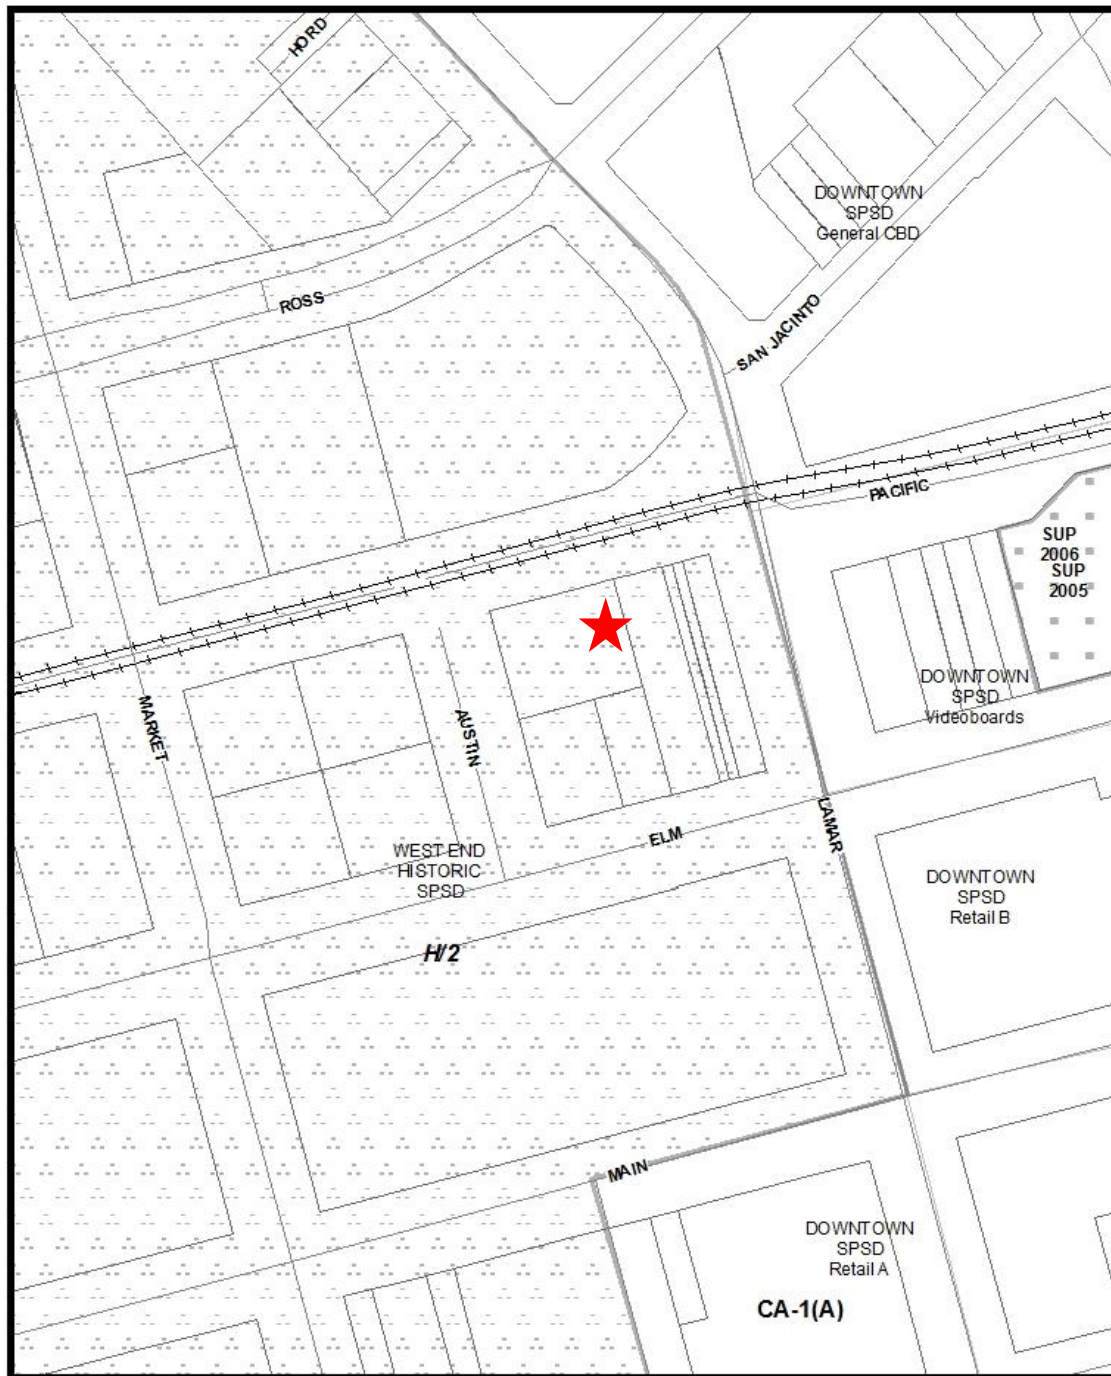 HORD
DOWNTOWN
SPSD
General CBD
ROSS
SAN JACINTO
PACIFIC
SUP
2006
SUP
2005
DOWNTOWN
SPSD
Videoboards
MARKET
AUSTIN
ELM
LAMAR
WEST END
HISTORIC
SPSD
DOWNTOWN
SPSD
Retail B
H/2
MAIN
DOWNTOWN
SPSD
Retail A
CA-1(A)